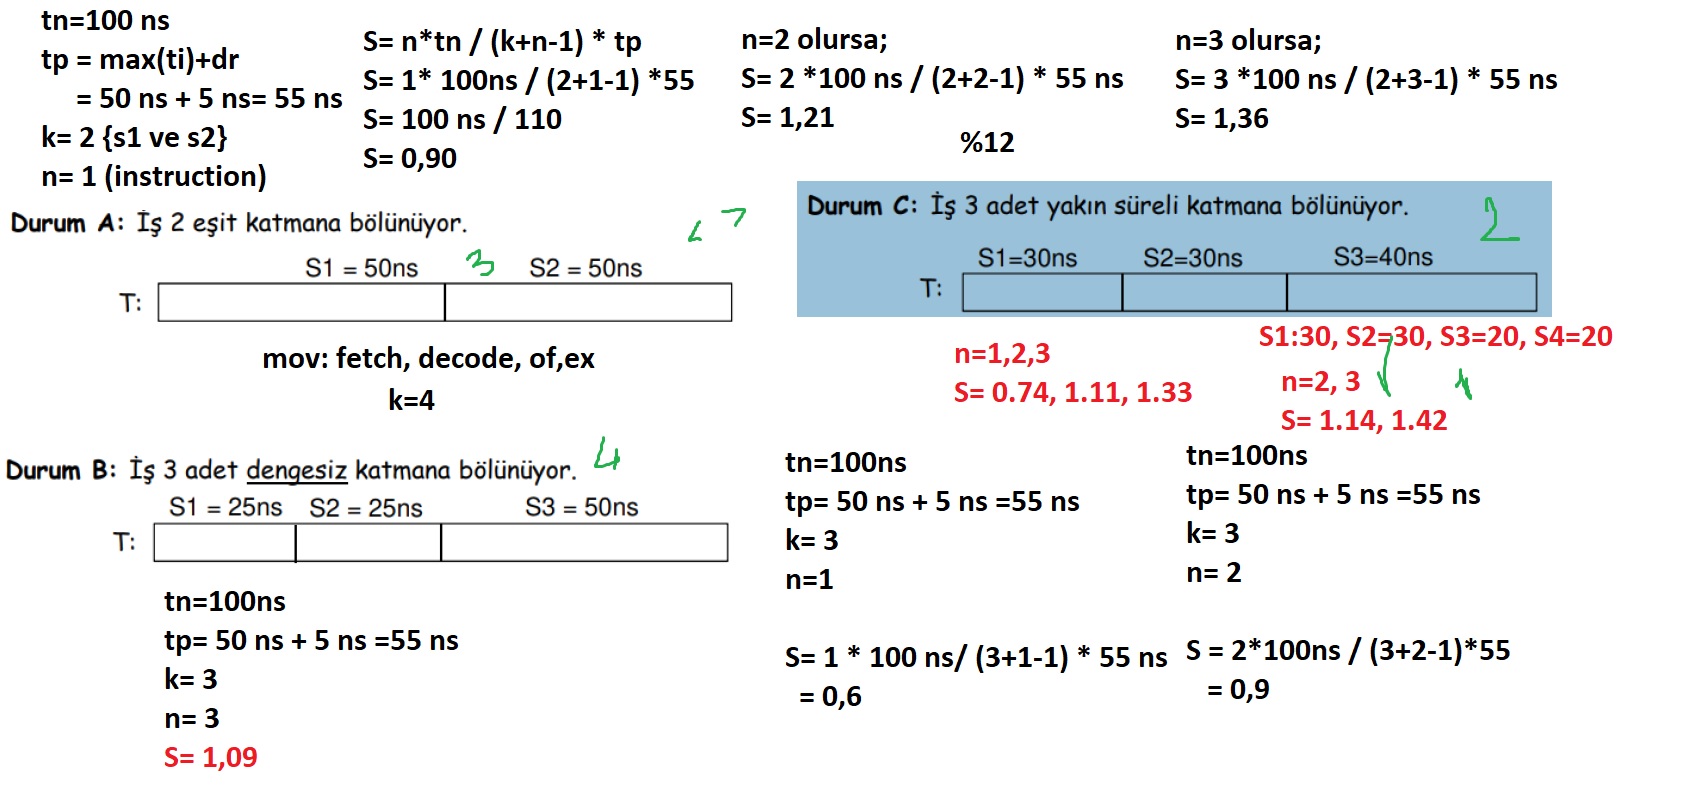 tn=100 ns
tp = max(ti)+dr
= 50 ns + 5 ns= 55 ns
k= 2 {s1 ve s2}
n= 1 (instruction)
S= n*tn / (k+n-1) * tp
S= 1* 100ns / (2+1-1) *55
S= 100 ns / 110
S= 0,90
n=2 olursa;
S= 2 *100 ns / (2+2-1) * 55 ns
S= 1,21
%12
n=3 olursa;
S= 3 *100 ns / (2+3-1) * 55 ns
S= 1,36
Durum A: İş 2 eşit katmana bölünüyor.
S1 = 50ns 3 S2 = 50ns
T:
mov: fetch, decode, of,ex
k=4
Durum C: İş 3 adet yakın süreli katmana bölünüyor. 2
S1=30ns S2=30ns S3=40ns
T:
n=1,2,3
S= 0.74, 1.11, 1.33
S1:30, S2=30, S3=20, S4=20
n=2, 3
S= 1.14, 1.42
Durum B: İş 3 adet dengesiz katmana bölünüyor. 4
S1 = 25ns S2 = 25ns S3 = 50ns
T:
tn=100ns
tp= 50 ns + 5 ns =55 ns
k= 3
n= 3
S= 1,09
tn=100ns
tp= 50 ns + 5 ns =55 ns
k= 3
n=1
S= 1 * 100 ns/ (3+1-1) * 55 ns
= 0,6
tn=100ns
tp= 50 ns + 5 ns =55 ns
k= 3
n= 2
S = 2*100ns / (3+2-1)*55
= 0,9